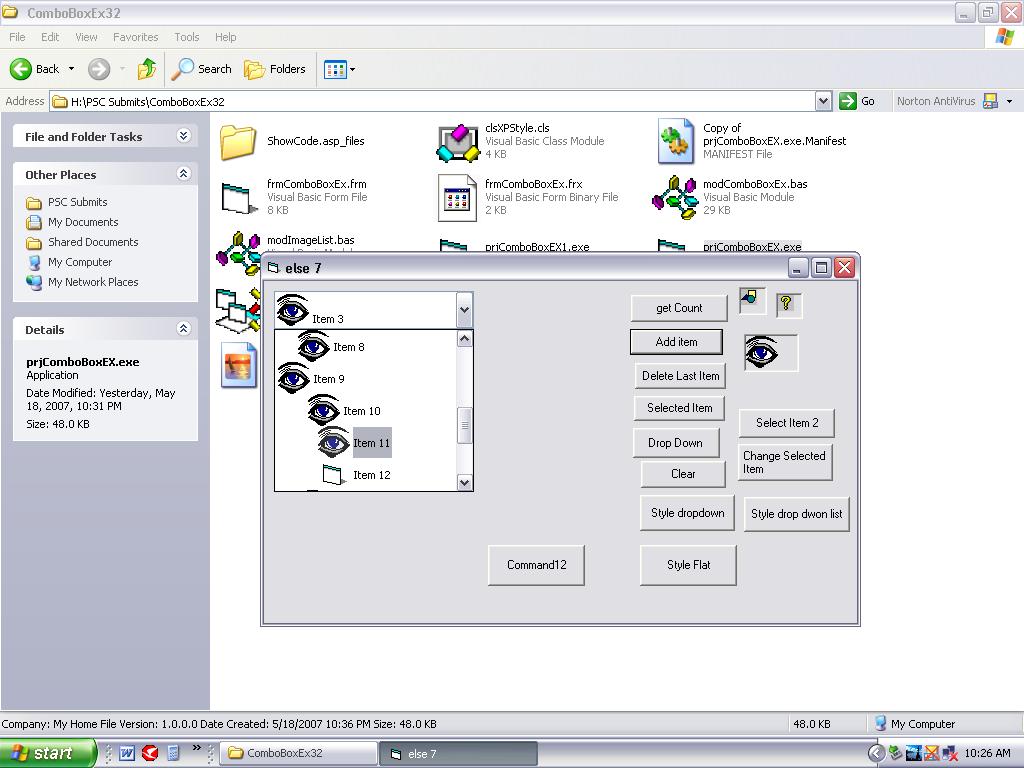 ComboBoxEx32
File Edit View Favorites Tools Help
Back Search Folders
Address H:\PSC Submits\ComboBoxEx32 Go Norton AntiVirus
File and Folder Tasks
Other Places
PSC Submits
My Documents
Shared Documents
My Computer
My Network Places
Details
prjComboBoxEX.exe
Application
Date Modified: Yesterday, May
18, 2007, 10:31 PM
Size: 48.0 KB
ShowCode.asp_files
clsXPStyle.cls
Visual Basic Class Module
4 KB
Copy of
prjComboBoxEX.exe.Manifest
MANIFEST File
frmComboBoxEx.frm
Visual Basic Form File
8 KB
frmComboBoxEx.frx
Visual Basic Form Binary File
2 KB
modComboBoxEx.bas
Visual Basic Module
29 KB
modImageList.bas
prjComboBoxEX1.exe
prjComboBoxEX.exe
else 7
Item 3
Item 8
Item 9
Item 10
Item 11
Item 12
get Count
Add item
Delete Last Item
Selected Item
Drop Down
Clear
Style dropdown
Style Flat
Select Item 2
Change Selected
Item
Style drop dwon list
Command12
Company: My Home File Version: 1.0.0.0 Date Created: 5/18/2007 10:36 PM Size: 48.0 KB 48.0 KB My Computer
start ComboBoxEx32 else 7 10:26 AM